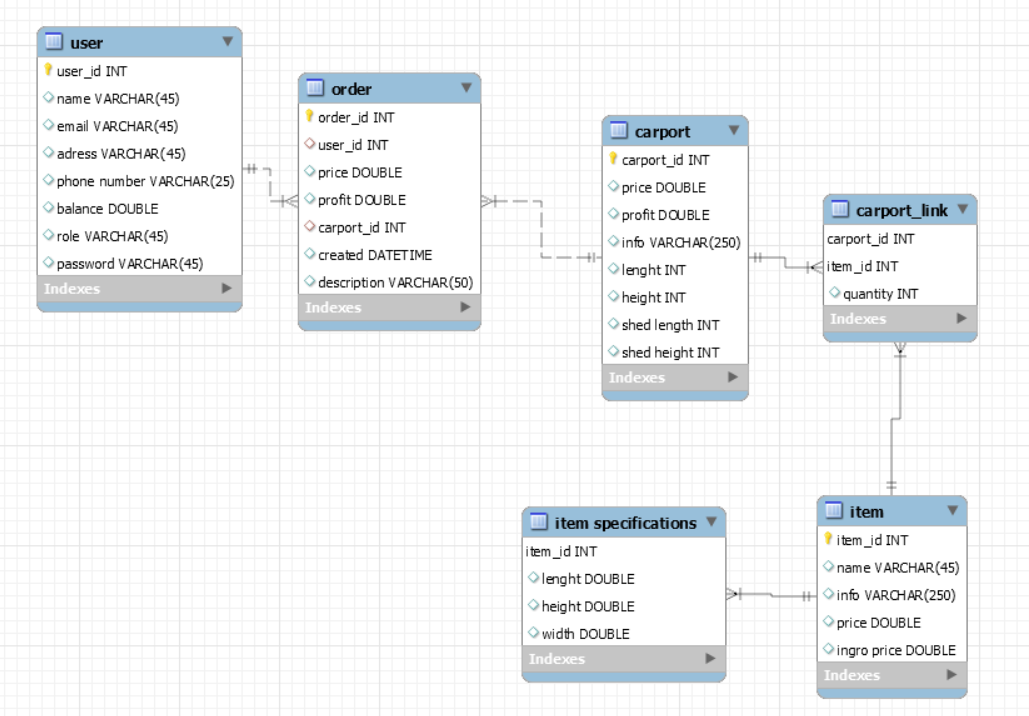 user
user_id INT
name VARCHAR(45)
email VARCHAR(45)
adress VARCHAR(45)
phone number VARCHAR(25)
balance DOUBLE
role VARCHAR(45)
password VARCHAR(45)
Indexes
order
order_id INT
user_id INT
price DOUBLE
profit DOUBLE
carport_id INT
created DATETIME
description VARCHAR(50)
Indexes
carport
carport_id INT
price DOUBLE
profit DOUBLE
info VARCHAR(250)
lenght INT
height INT
shed length INT
shed height INT
Indexes
carport_link
carport_id INT
item_id INT
quantity INT
Indexes
item specifications
item_id INT
lenght DOUBLE
height DOUBLE
width DOUBLE
Indexes
item
item_id INT
name VARCHAR(45)
info VARCHAR(250)
price DOUBLE
ingro price DOUBLE
Indexes